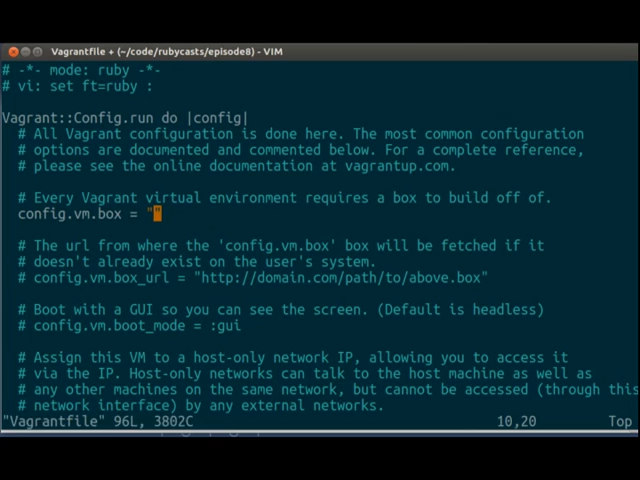 Vagrantfile + (~/code/rubycasts/episode8) - VIM
# -*- mode: ruby -*-
# vi: set ft=ruby :
Vagrant::Config.run do |config|
# All Vagrant configuration is done here. The most common configuration
# options are documented and commented below. For a complete reference,
# please see the online documentation at vagrantup.com.
# Every Vagrant virtual environment requires a box to build off of.
config.vm.box = ""
# The url from where the 'config.vm.box' box will be fetched if it
# doesn't already exist on the user's system.
# config.vm.box_url = "http://domain.com/path/to/above.box"
# Boot with a GUI so you can see the screen. (Default is headless)
# config.vm.boot_mode = :gui
# Assign this VM to a host-only network IP, allowing you to access it
# via the IP. Host-only networks can talk to the host machine as well as
# any other machines on the same network, but cannot be accessed (through this
# network interface) by any external networks.
"Vagrantfile" 96L, 3802C 10,20 Top